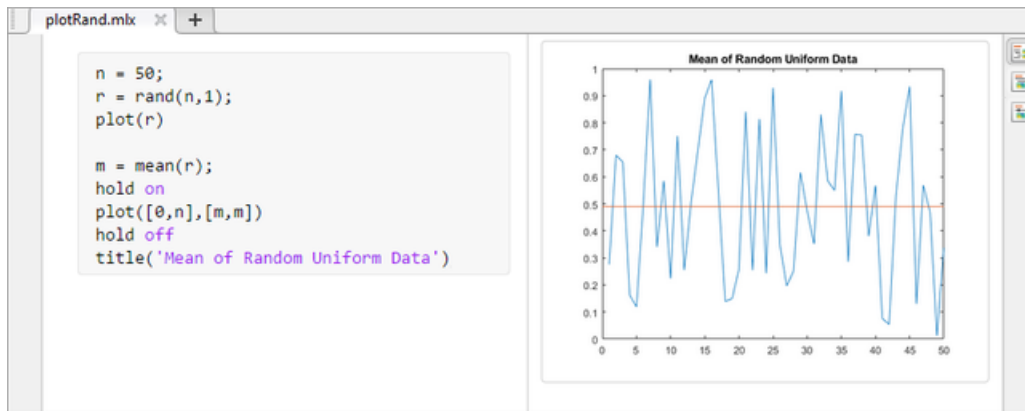 plotRand.mlx
n = 50;
r = rand(n,1);
plot(r)
m = mean(r);
hold on
plot([0,n],[m,m])
hold off
title('Mean of Random Uniform Data')
Mean of Random Uniform Data
1
0.9
0.8
0.7
0.6
0.5
0.4
0.3
0.2
0.1
0
0 5 10 15 20 25 30 35 40 45 50